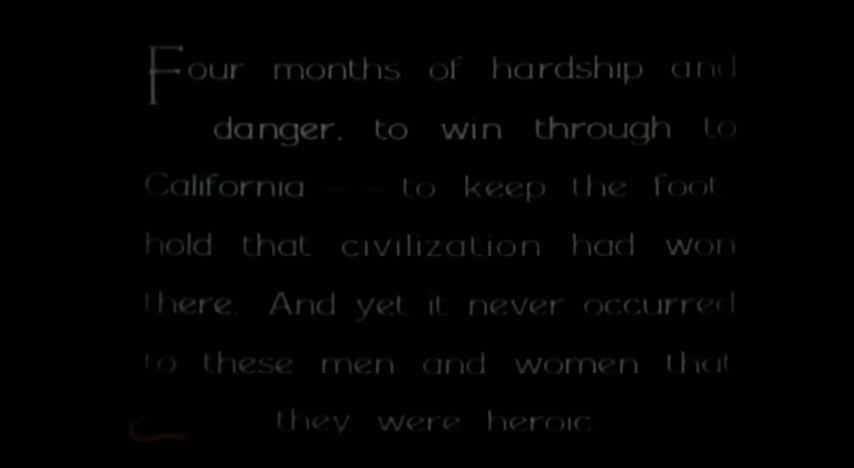 Four months of hardship and
danger, to win through to
California — — to keep the foot
hold that civilization had won
there. And yet it never occurred
to these men and women that
they were heroic